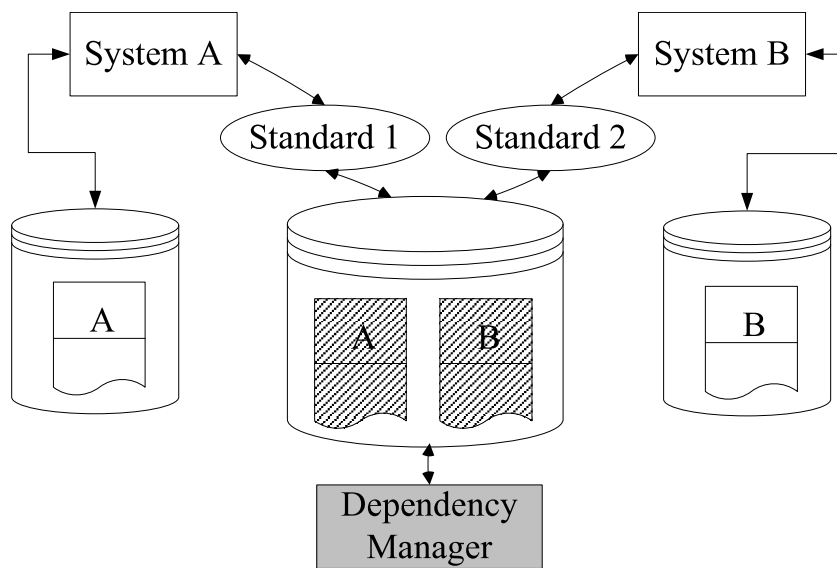 System A
System B
Standard 1
Standard 2
A
A
B
B
Dependency
Manager